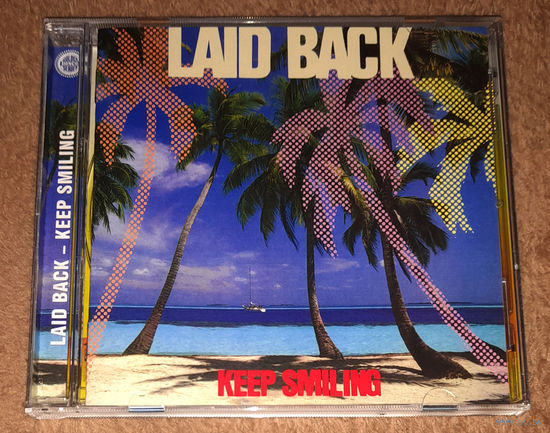 LAID BACK
KEEP SMILING
LAID BACK – KEEP SMILING